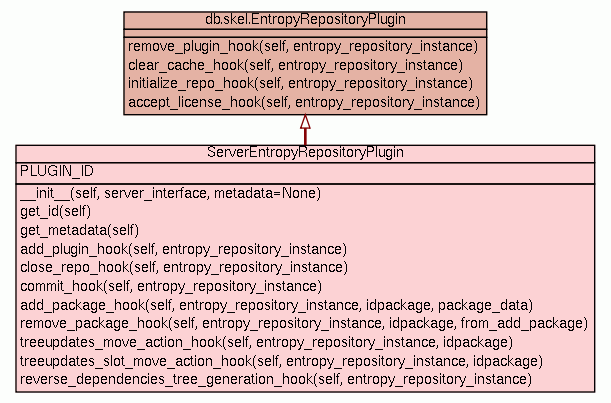 db.skel.EntropyRepositoryPlugin
remove_plugin_hook(self, entropy_repository_instance)
clear_cache_hook(self, entropy_repository_instance)
initialize_repo_hook(self, entropy_repository_instance)
accept_license_hook(self, entropy_repository_instance)
ServerEntropyRepositoryPlugin
PLUGIN_ID
__init__(self, server_interface, metadata=None)
get_id(self)
get_metadata(self)
add_plugin_hook(self, entropy_repository_instance)
close_repo_hook(self, entropy_repository_instance)
commit_hook(self, entropy_repository_instance)
add_package_hook(self, entropy_repository_instance, idpackage, package_data)
remove_package_hook(self, entropy_repository_instance, idpackage, from_add_package)
treeupdates_move_action_hook(self, entropy_repository_instance, idpackage)
treeupdates_slot_move_action_hook(self, entropy_repository_instance, idpackage)
reverse_dependencies_tree_generation_hook(self, entropy_repository_instance)